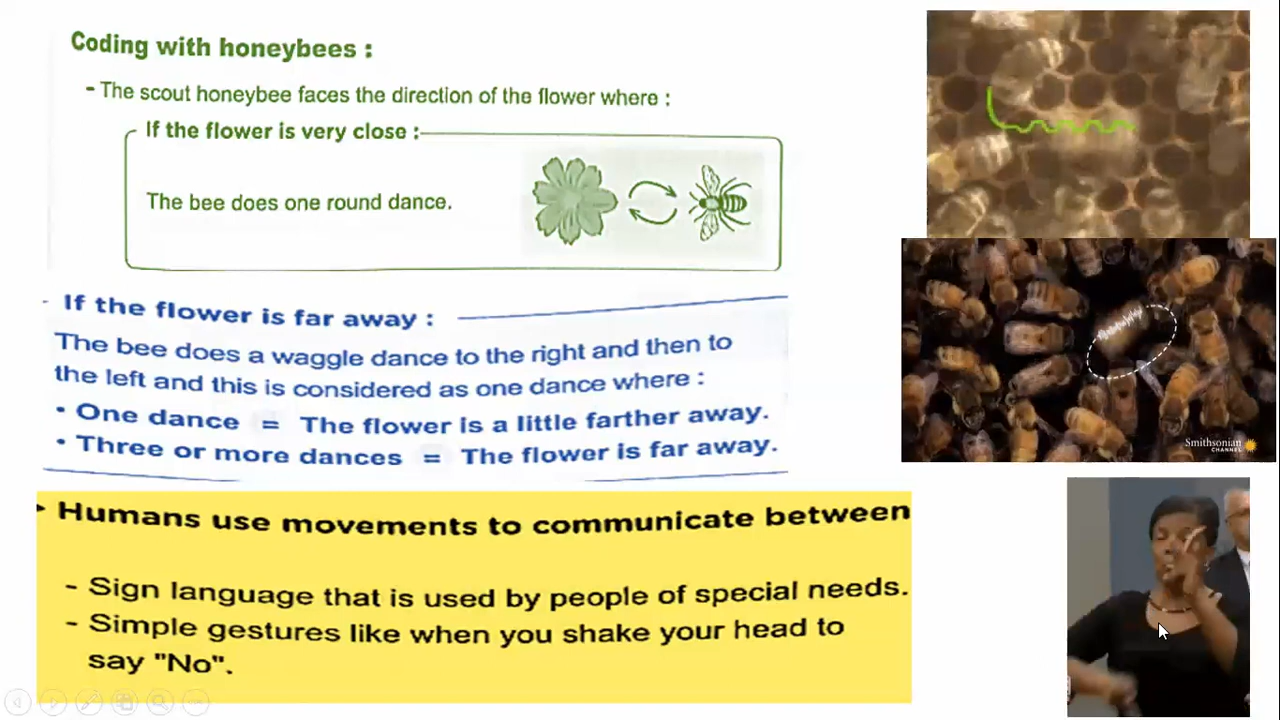 Coding with honeybees :
- The scout honeybee faces the direction of the flower where :
If the flower is very close :
The bee does one round dance.
- If the flower is far away :
The bee does a waggle dance to the right and then to
the left and this is considered as one dance where :
• One dance = The flower is a little farther away.
• Three or more dances = The flower is far away.
Smithsonian
CHANNEL
Humans use movements to communicate between
- Sign language that is used by people of special needs.
- Simple gestures like when you shake your head to
say "No".